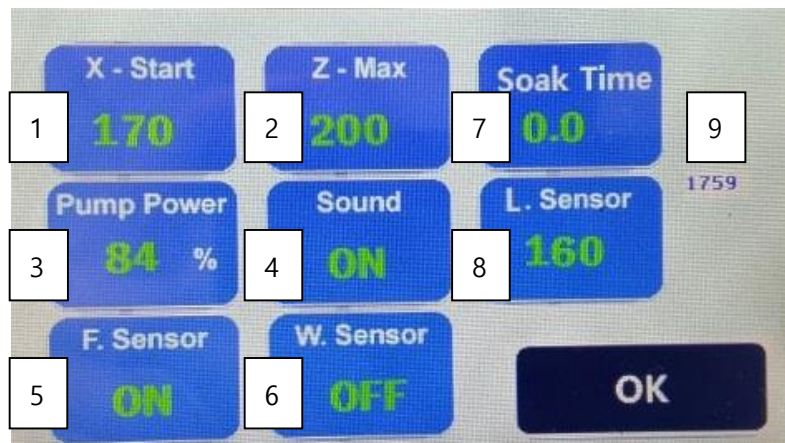 X - Start
Z - Max
Soak Time
1
170
2
200
7
0.0
9
1759
Pump Power
Sound
L. Sensor
3
84 %
4
ON
8
160
F. Sensor
W. Sensor
5
ON
6
OFF
OK